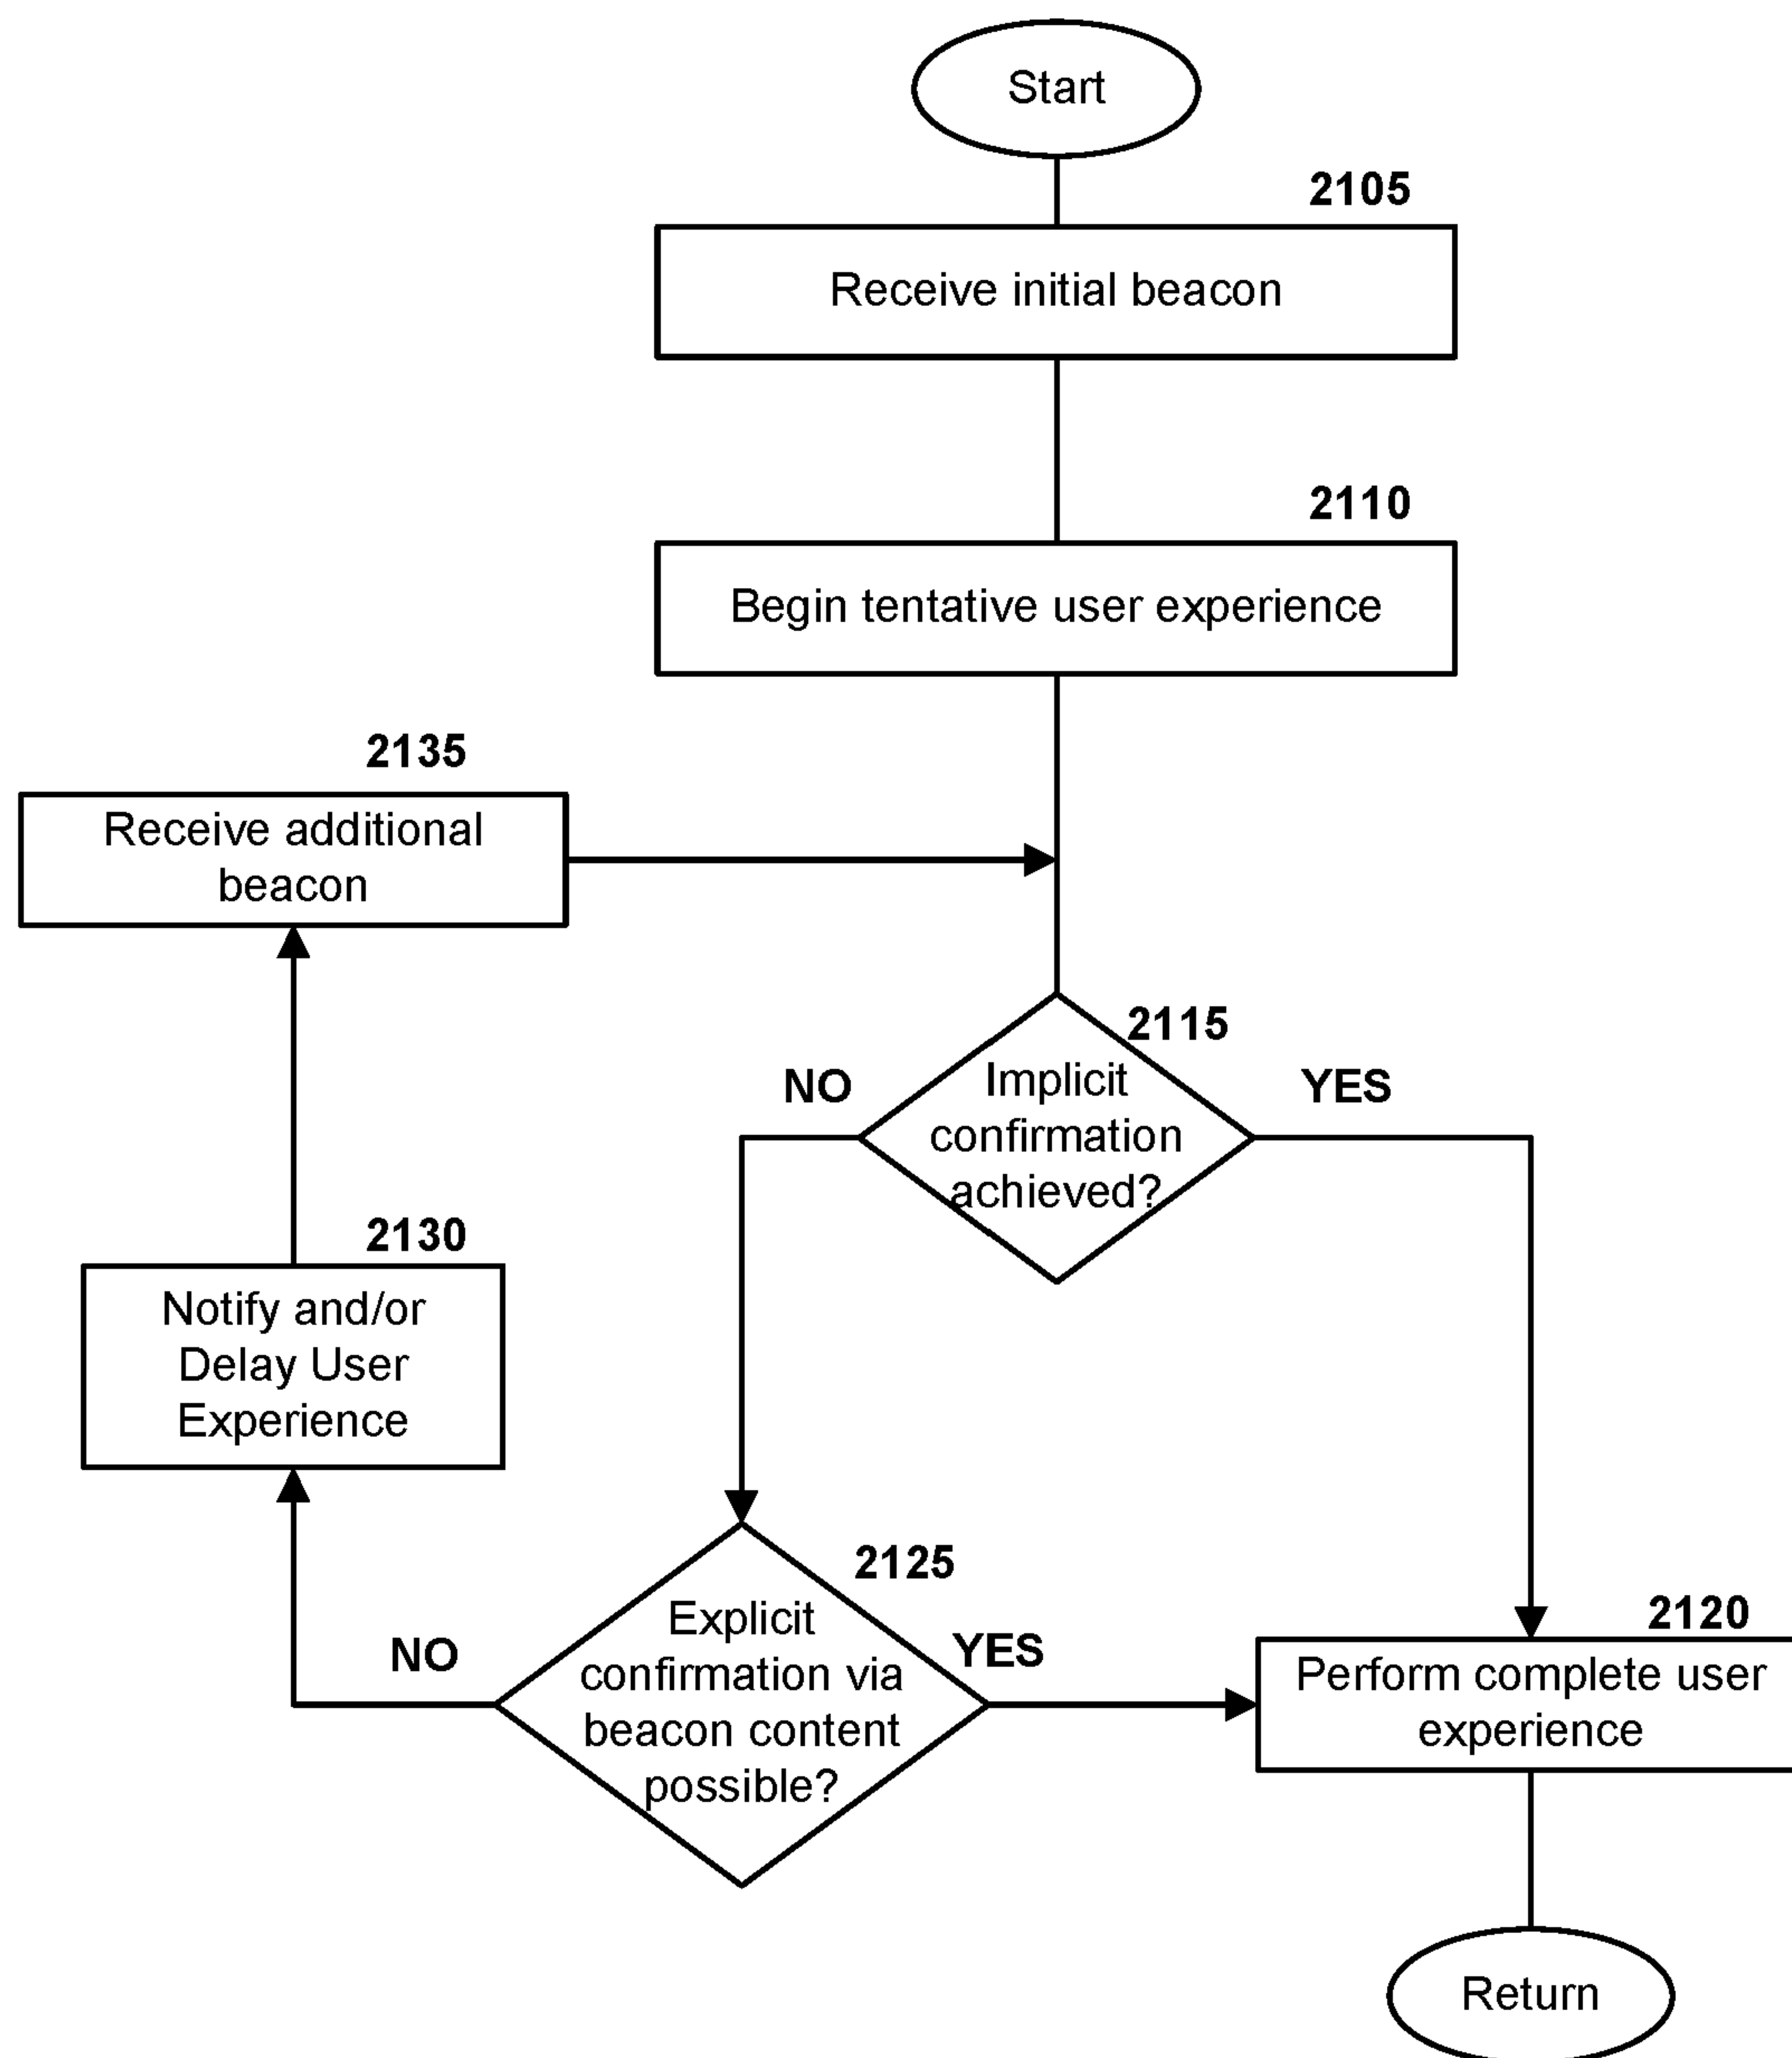 Start
2105
Receive initial beacon
2110
Begin tentative user experience
2135
Receive additional
beacon
2115
NO
Implicit
confirmation
achieved?
YES
2130
Notify and/or
Delay User
Experience
2125
Explicit
confirmation via
beacon content
possible?
NO
YES
2120
Perform complete user
experience
Return